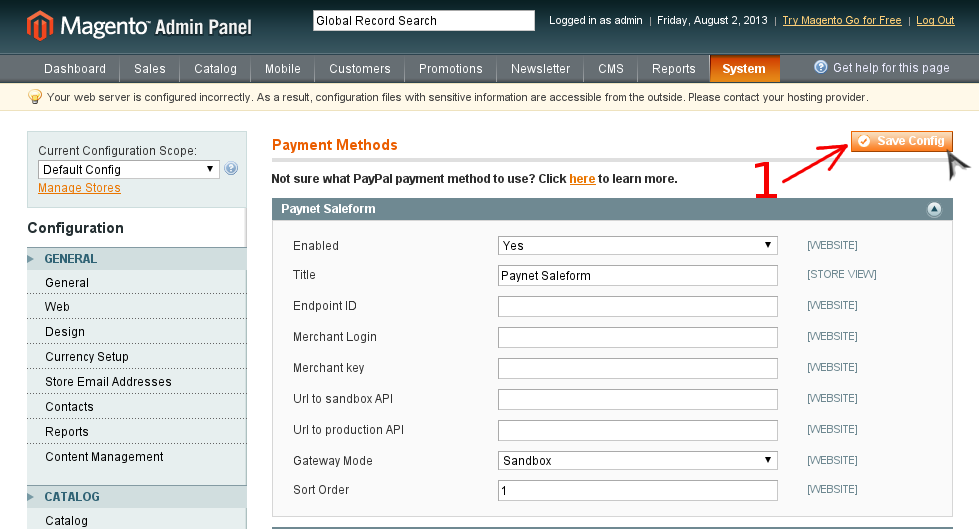 Magento™ Admin Panel
Global Record Search
Logged in as admin | Friday, August 2, 2013 | Try Magento Go for Free | Log Out
Dashboard Sales Catalog Mobile Customers Promotions Newsletter CMS Reports System Get help for this page
Your web server is configured incorrectly. As a result, configuration files with sensitive information are accessible from the outside. Please contact your hosting provider.
Current Configuration Scope:
Default Config
Manage Stores
Configuration
GENERAL
General
Web
Design
Currency Setup
Store Email Addresses
Contacts
Reports
Content Management
CATALOG
Catalog
Payment Methods
Save Config
1
Not sure what PayPal payment method to use? Click here to learn more.
Paynet Saleform
Enabled Yes [WEBSITE]
Title Paynet Saleform [STORE VIEW]
Endpoint ID [WEBSITE]
Merchant Login [WEBSITE]
Merchant key [WEBSITE]
Url to sandbox API [WEBSITE]
Url to production API [WEBSITE]
Gateway Mode Sandbox [WEBSITE]
Sort Order 1 [WEBSITE]